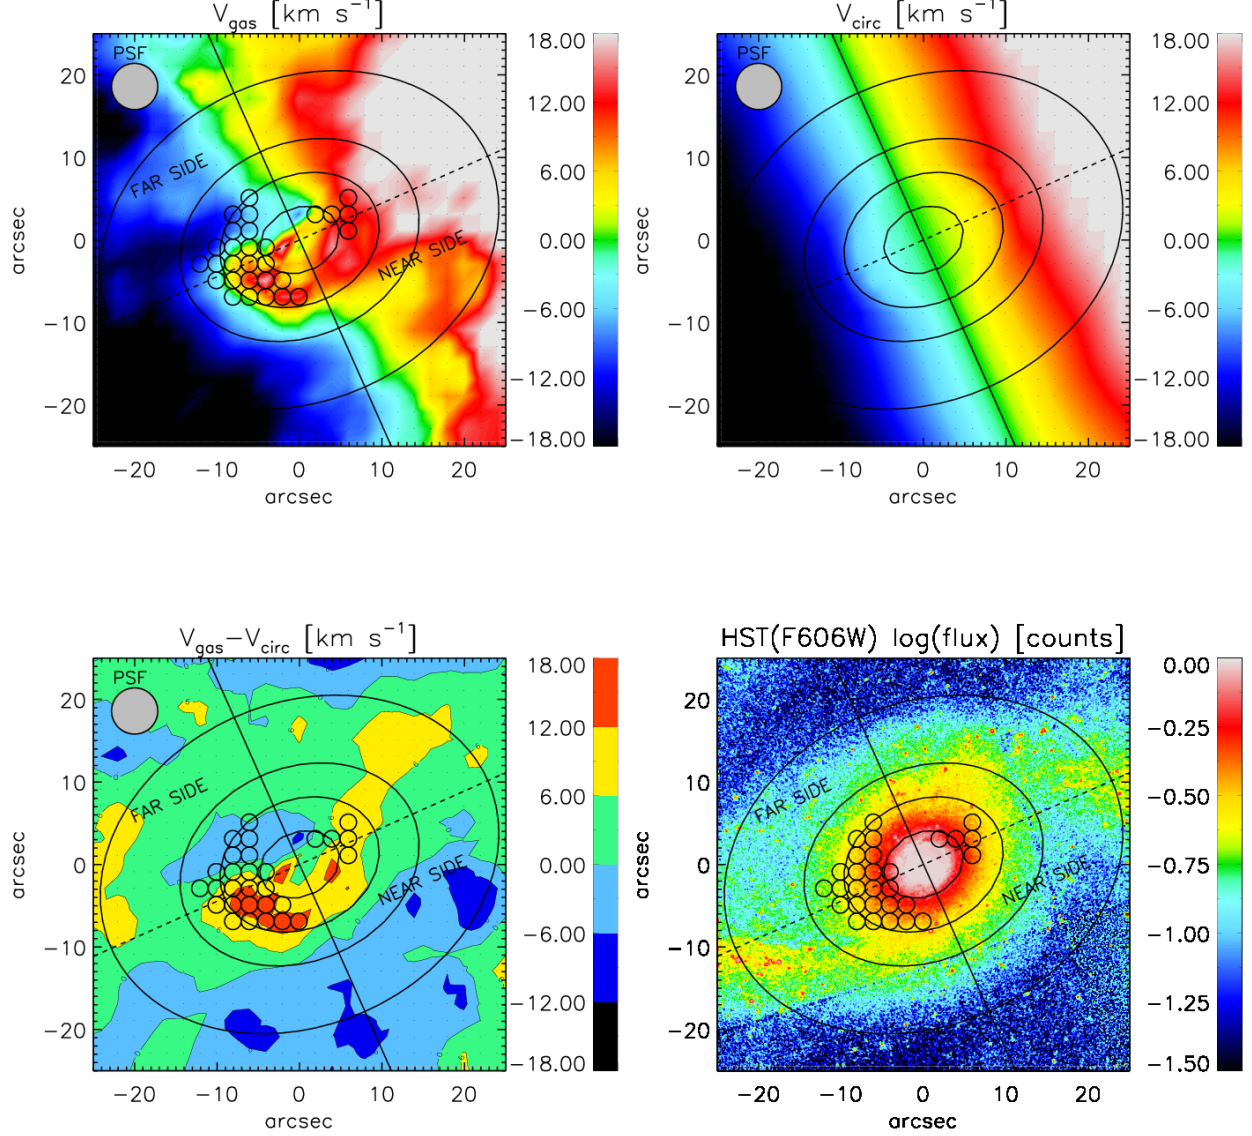 V_gas [km s⁻¹]
V_circ [km s⁻¹]
PSF
FAR SIDE
NEAR SIDE
20
10
0
−10
−20
arcsec
−20 −10 0 10 20
arcsec
18.00
12.00
6.00
0.00
−6.00
−12.00
−18.00
PSF
20
10
0
−10
−20
arcsec
−20 −10 0 10 20
arcsec
18.00
12.00
6.00
0.00
−6.00
−12.00
−18.00
V_gas−V_circ [km s⁻¹]
HST(F606W) log(flux) [counts]
PSF
FAR SIDE
NEAR SIDE
20
10
0
−10
−20
arcsec
−20 −10 0 10 20
arcsec
18.00
12.00
6.00
0.00
−6.00
−12.00
−18.00
FAR SIDE
NEAR SIDE
20
10
0
−10
−20
arcsec
−20 −10 0 10 20
arcsec
0.00
−0.25
−0.50
−0.75
−1.00
−1.25
−1.50